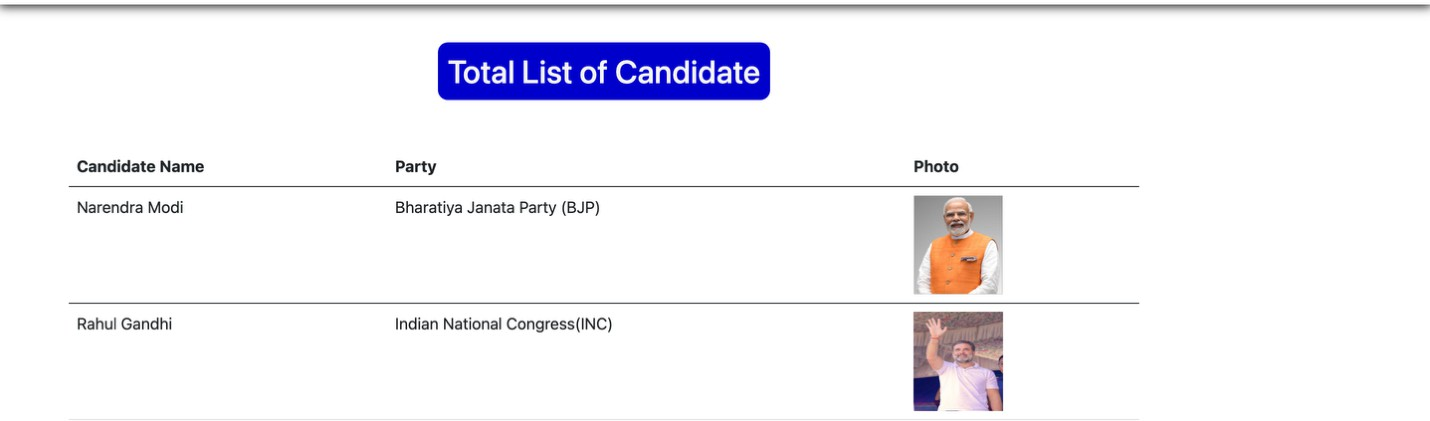 Total List of Candidate
Candidate Name Party Photo
Narendra Modi Bharatiya Janata Party (BJP)
Rahul Gandhi Indian National Congress(INC)